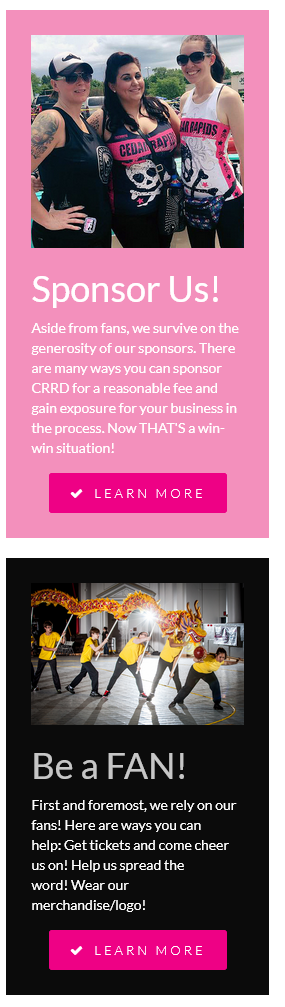 CEDAR RAPIDS
CEDAR RAPIDS
Sponsor Us!
Aside from fans, we survive on the
generosity of our sponsors. There
are many ways you can sponsor
CRRD for a reasonable fee and
gain exposure for your business in
the process. Now THAT'S a win-
win situation!
LEARN MORE
Be a FAN!
First and foremost, we rely on our
fans! Here are ways you can
help: Get tickets and come cheer
us on! Help us spread the
word! Wear our
merchandise/logo!
LEARN MORE